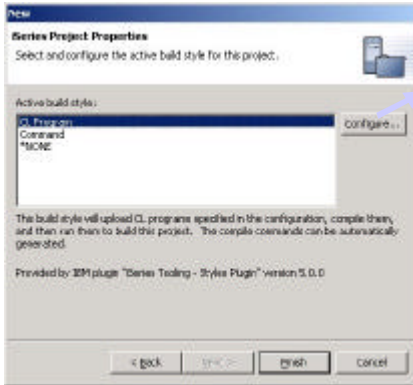 New
iSeries Project Properties
Select and configure the active build style for this project.
Active build style:
CL Program
Configure...
Command
*NONE
This build style will upload CL programs specified in the configuration, compile them,
and then run them to build this project. The compile commands can be automatically
generated.
Provided by IBM plugin "iSeries Tooling - Styles Plugin" version 5.0.0
< Back
Next >
Finish
Cancel